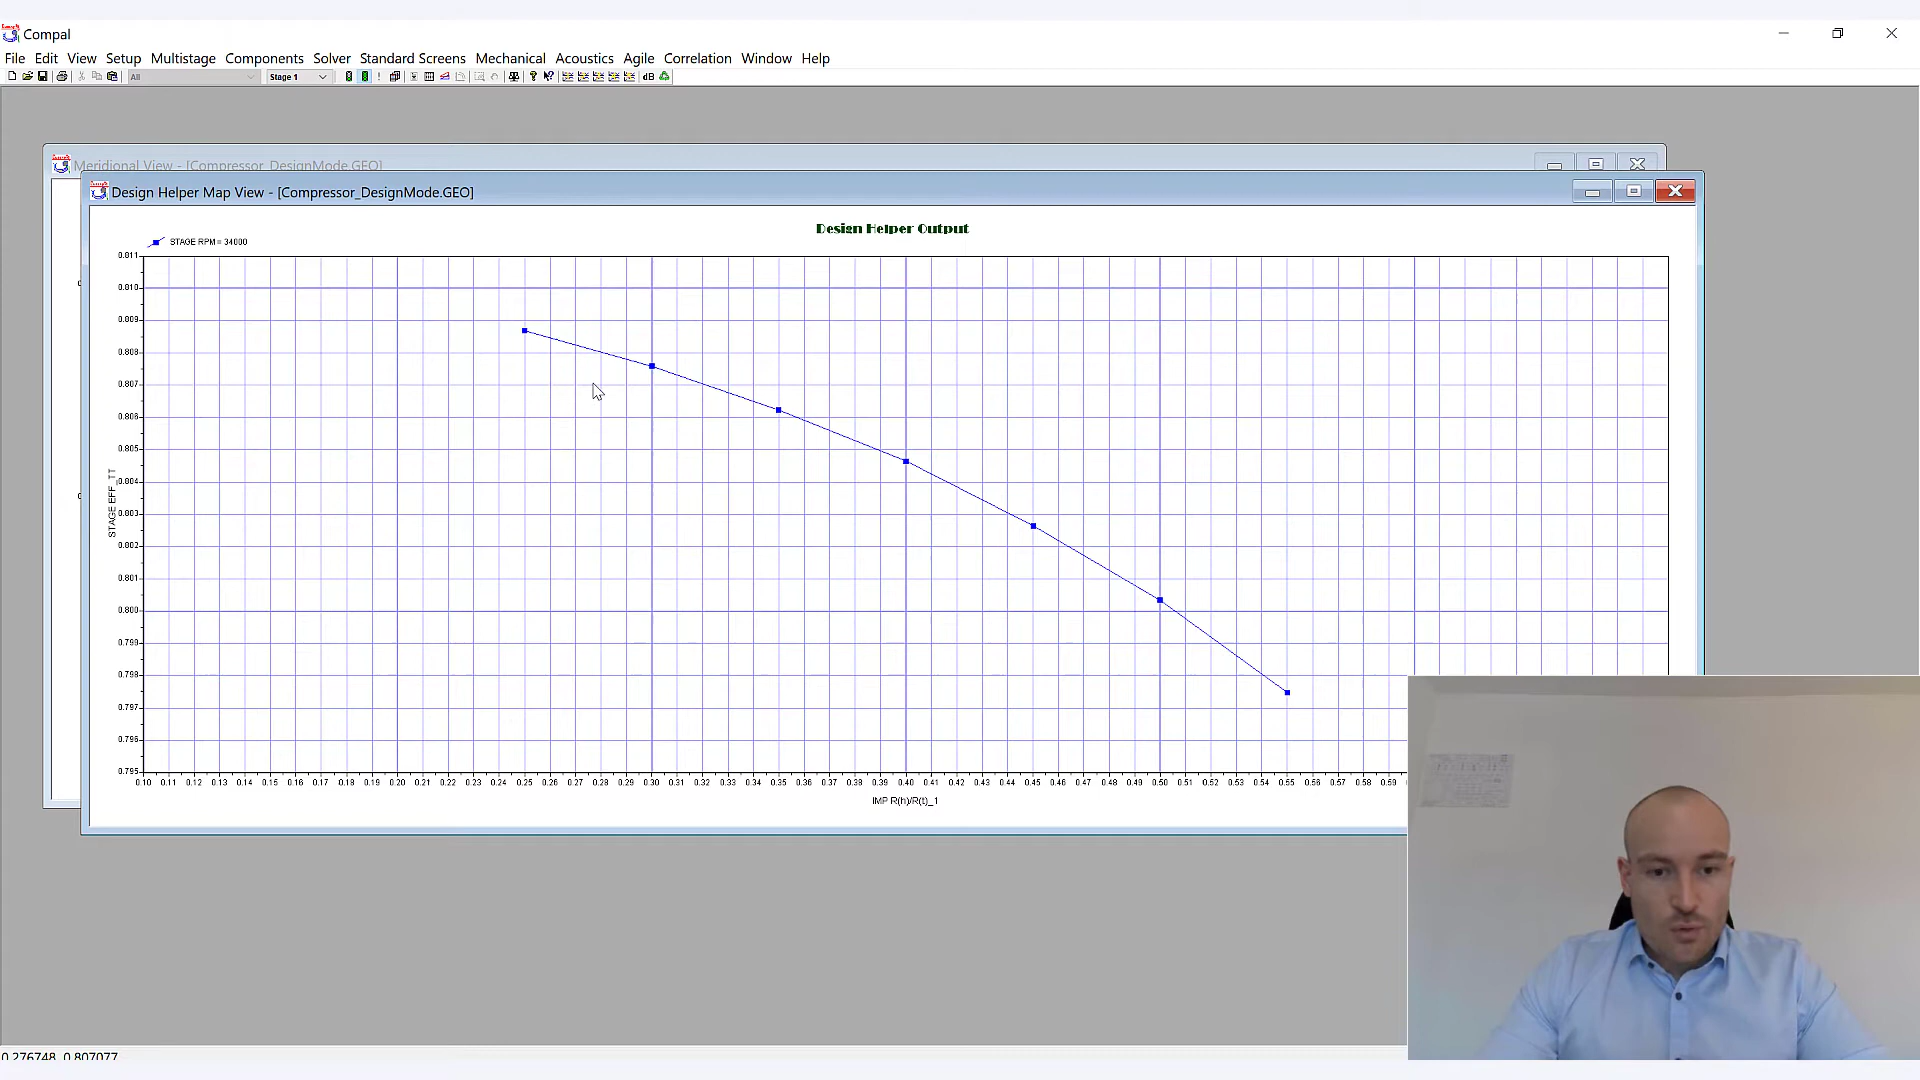 Compal
File Edit View Setup Multistage Components Solver Standard Screens Mechanical Acoustics Agile Correlation Window Help
All Stage 1 dB
Meridional View - [Compressor_DesignMode.GEO]
Design Helper Map View - [Compressor_DesignMode.GEO]
Design Helper Output
STAGE RPM = 34000
0.811
0.810
0.809
0.808
0.807
0.806
0.805
0.804
0.803
0.802
0.801
0.800
0.799
0.798
0.797
0.796
0.795
STAGE EFF_TT
0.10 0.11 0.12 0.13 0.14 0.15 0.16 0.17 0.18 0.19 0.20 0.21 0.22 0.23 0.24 0.25 0.26 0.27 0.28 0.29 0.30 0.31 0.32 0.33 0.34 0.35 0.36 0.37 0.38 0.39 0.40 0.41 0.42 0.43 0.44 0.45 0.46 0.47 0.48 0.49 0.50 0.51 0.52 0.53 0.54 0.55 0.56 0.57 0.58 0.59
IMP R(h)/R(t)_1
0.276748, 0.807077